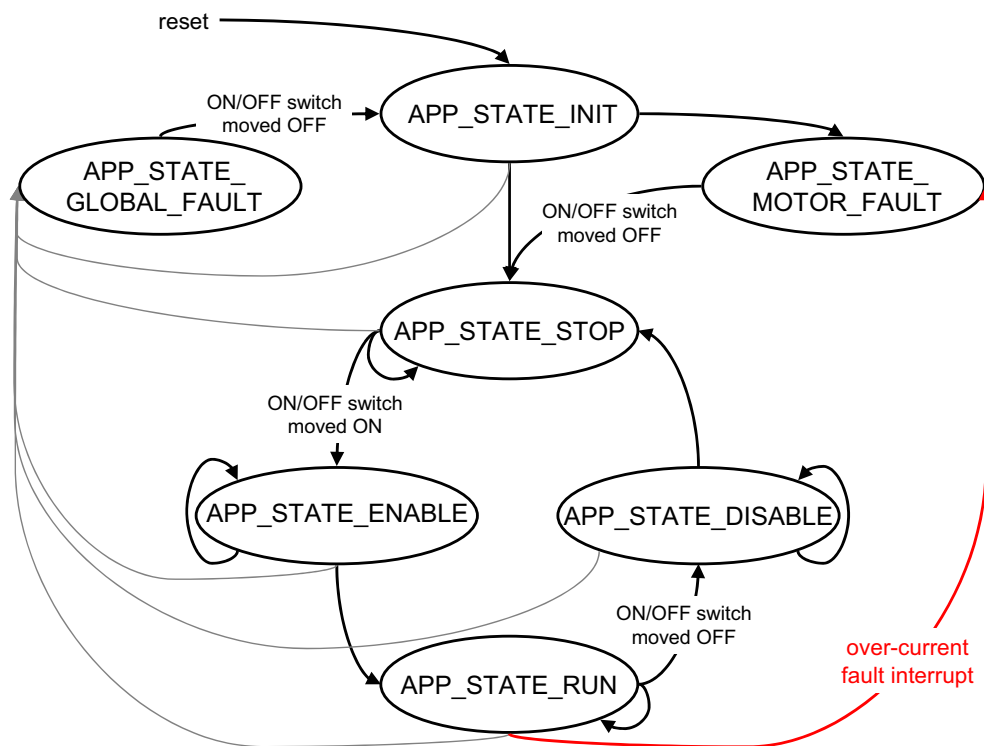 reset
ON/OFF switch
moved OFF
APP_STATE_INIT
APP_STATE_
GLOBAL_FAULT
APP_STATE_
MOTOR_FAULT
ON/OFF switch
moved OFF
APP_STATE_STOP
ON/OFF switch
moved ON
APP_STATE_ENABLE
APP_STATE_DISABLE
ON/OFF switch
moved OFF
APP_STATE_RUN
over-current
fault interrupt